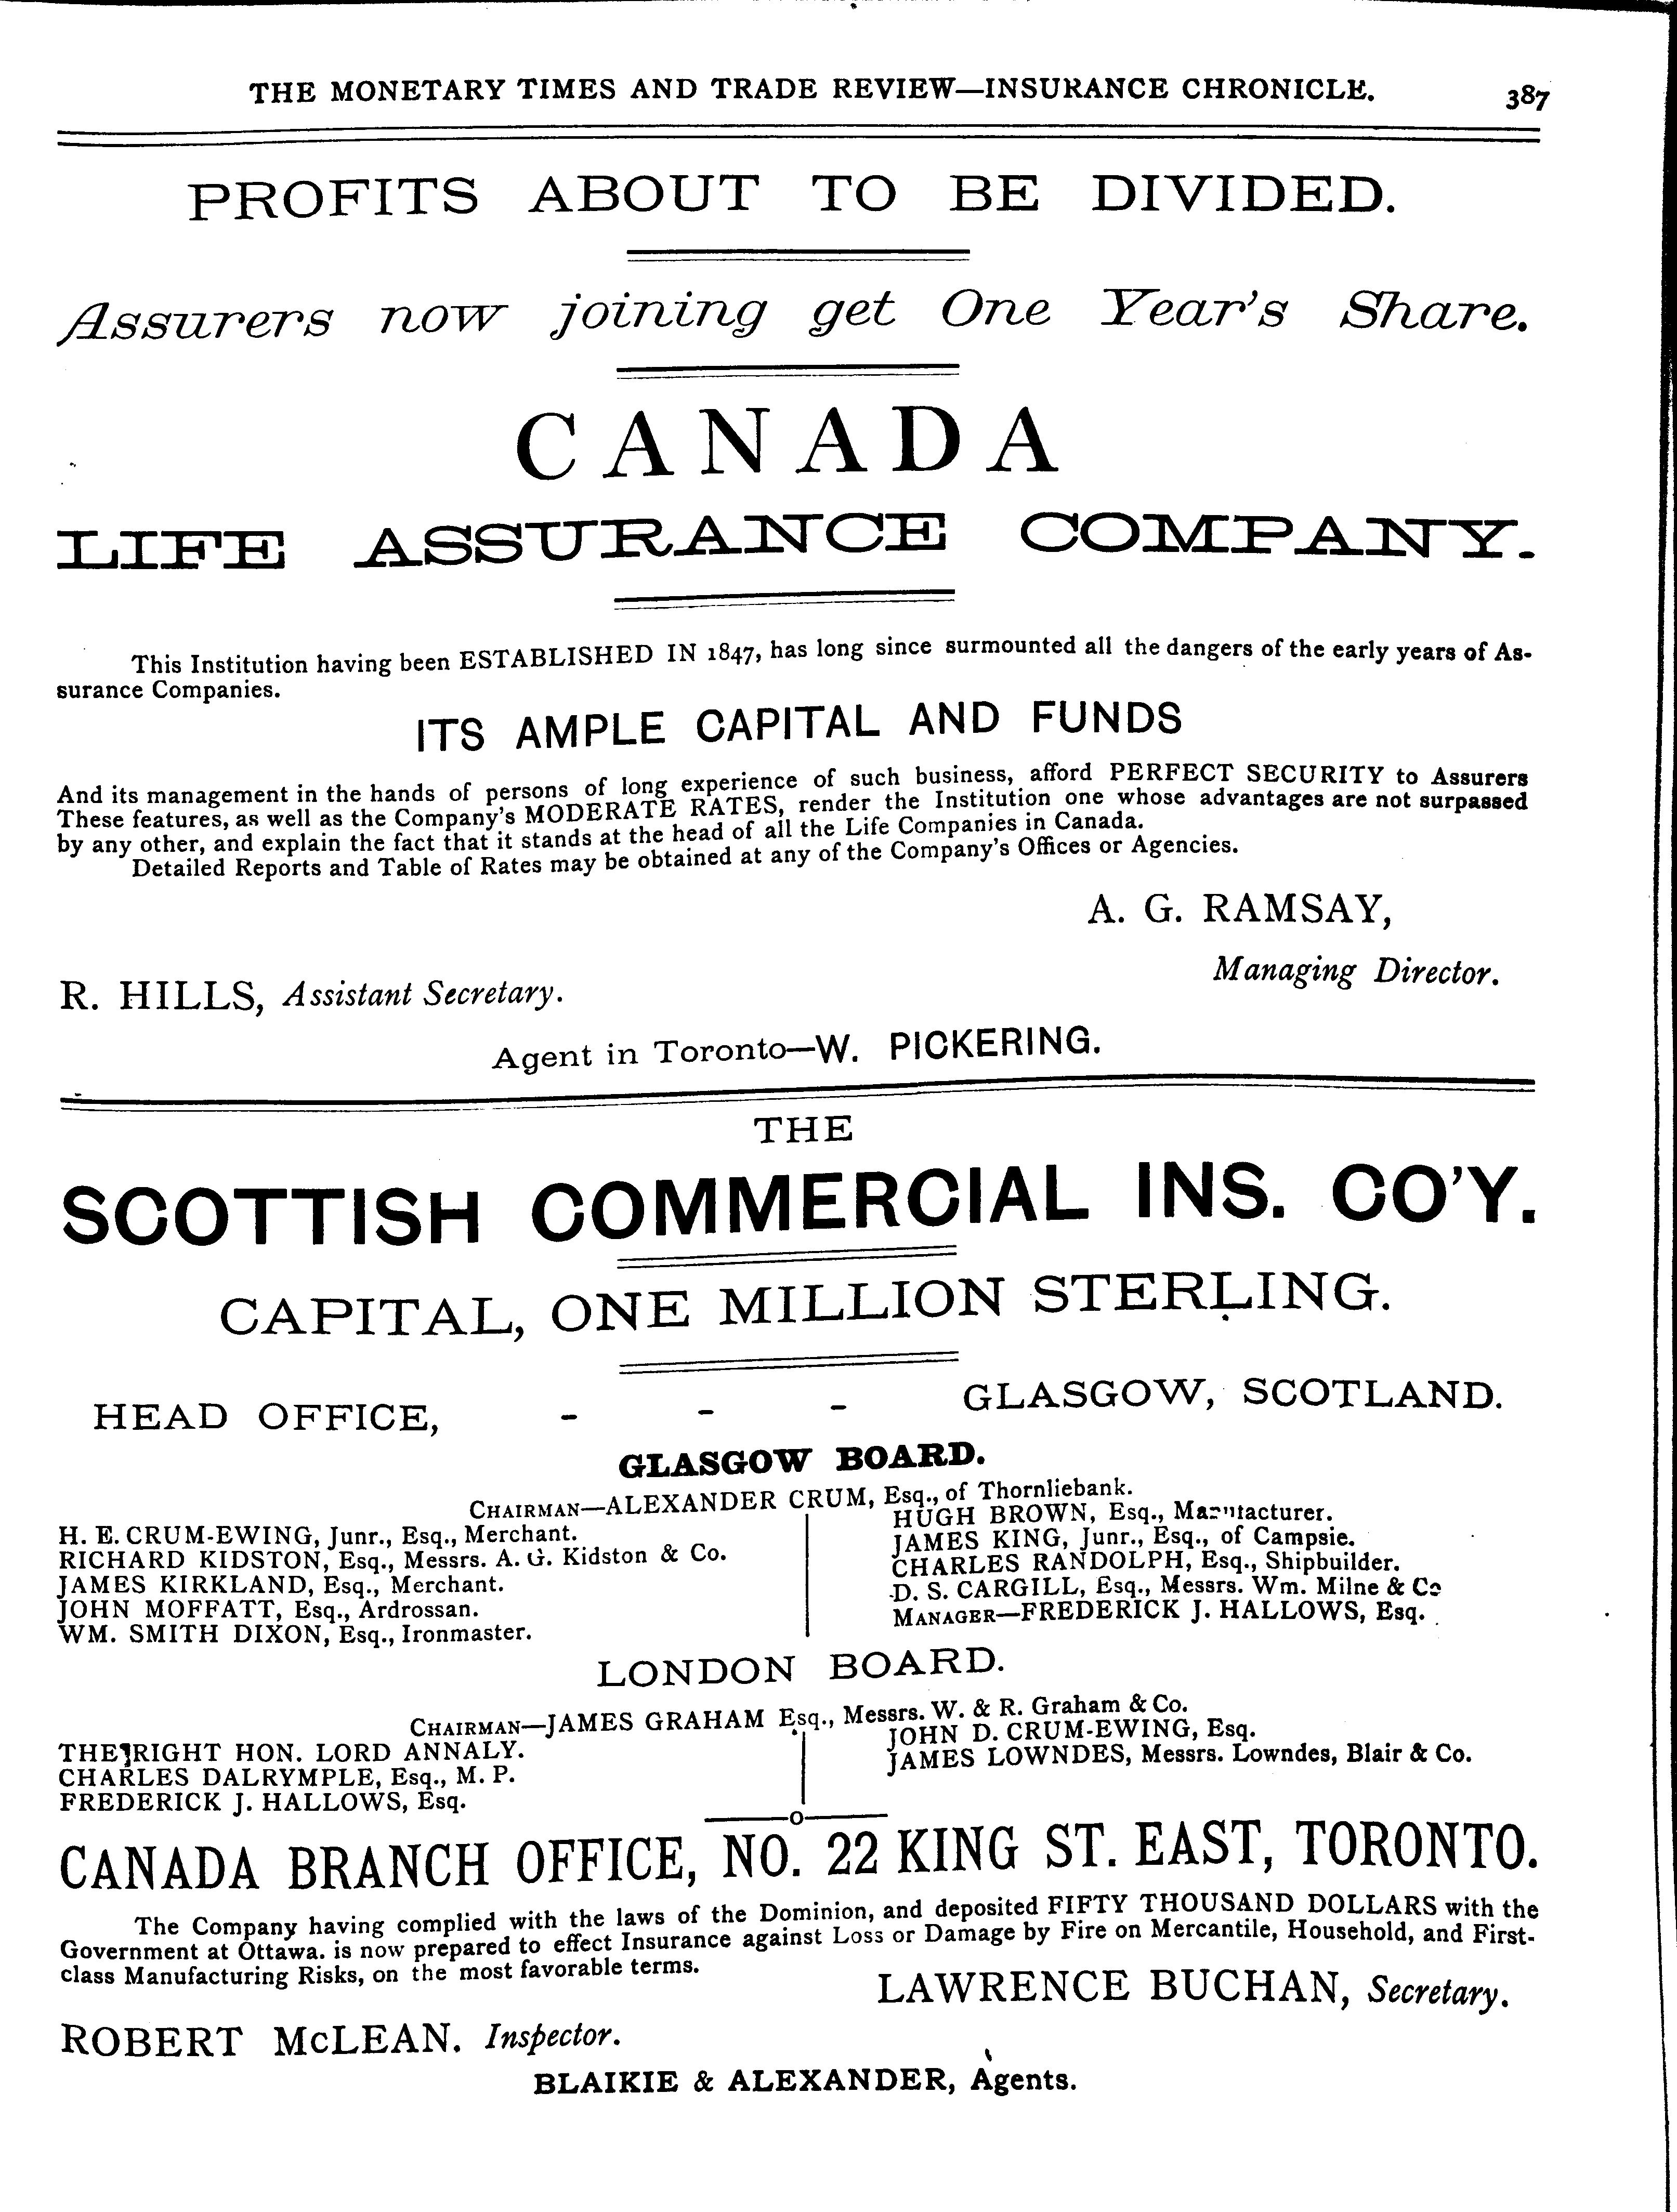 THE MONETARY TIMES AND TRADE REVIEW—INSURANCE CHRONICLE. 387
PROFITS ABOUT TO BE DIVIDED.
Assurers now joining get One Year's Share.
CANADA
LIFE ASSURANCE COMPANY.
This Institution having been ESTABLISHED IN 1847, has long since surmounted all the dangers of the early years of As-
surance Companies.
ITS AMPLE CAPITAL AND FUNDS
And its management in the hands of persons of long experience of such business, afford PERFECT SECURITY to Assurers
These features, as well as the Company's MODERATE RATES, render the Institution one whose advantages are not surpassed
by any other, and explain the fact that it stands at the head of all the Life Companies in Canada.
Detailed Reports and Table of Rates may be obtained at any of the Company's Offices or Agencies.
A. G. RAMSAY,
Managing Director.
R. HILLS, Assistant Secretary.
Agent in Toronto—W. PICKERING.
THE
SCOTTISH COMMERCIAL INS. CO'Y.
CAPITAL, ONE MILLION STERLING.
HEAD OFFICE, - - - GLASGOW, SCOTLAND.
GLASGOW BOARD.
CHAIRMAN—ALEXANDER CRUM, Esq., of Thornliebank.
H. E. CRUM-EWING, Junr., Esq., Merchant.
RICHARD KIDSTON, Esq., Messrs. A. G. Kidston & Co.
JAMES KIRKLAND, Esq., Merchant.
JOHN MOFFATT, Esq., Ardrossan.
WM. SMITH DIXON, Esq., Ironmaster.
HUGH BROWN, Esq., Manufacturer.
JAMES KING, Junr., Esq., of Campsie.
CHARLES RANDOLPH, Esq., Shipbuilder.
D. S. CARGILL, Esq., Messrs. Wm. Milne & Co
MANAGER—FREDERICK J. HALLOWS, Esq.
LONDON BOARD.
CHAIRMAN—JAMES GRAHAM Esq., Messrs. W. & R. Graham & Co.
THE RIGHT HON. LORD ANNALY.
CHARLES DALRYMPLE, Esq., M. P.
FREDERICK J. HALLOWS, Esq.
JOHN D. CRUM-EWING, Esq.
JAMES LOWNDES, Messrs. Lowndes, Blair & Co.
CANADA BRANCH OFFICE, NO. 22 KING ST. EAST, TORONTO.
The Company having complied with the laws of the Dominion, and deposited FIFTY THOUSAND DOLLARS with the
Government at Ottawa. is now prepared to effect Insurance against Loss or Damage by Fire on Mercantile, Household, and First-
class Manufacturing Risks, on the most favorable terms.
LAWRENCE BUCHAN, Secretary.
ROBERT McLEAN. Inspector.
BLAIKIE & ALEXANDER, Agents.